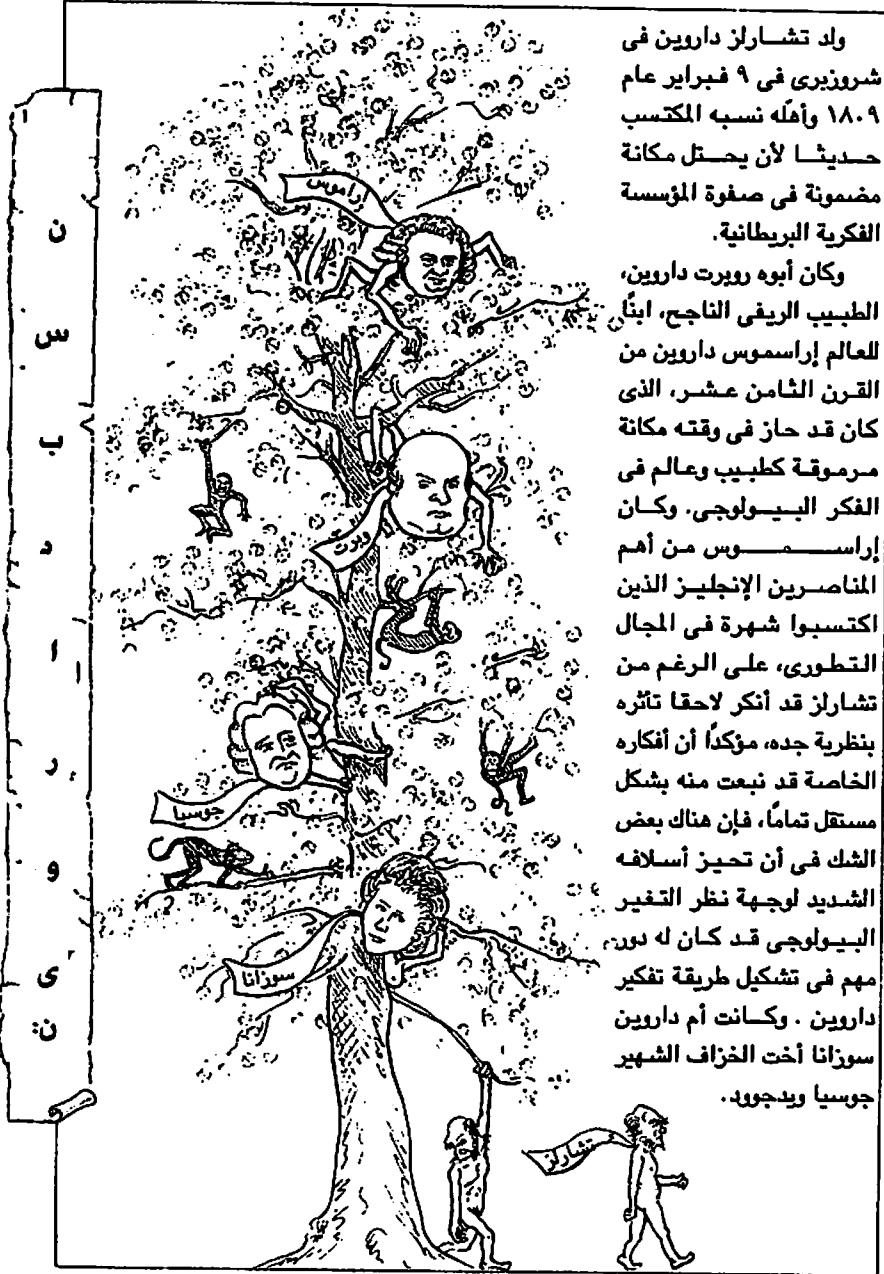 ولد تشارلز داروين فى
شروزبرى فى ٩ فبراير عام
١٨٠٩ وأهلّه نسبه المكتسب
حديثا لأن يحتل مكانة
مضمونة فى صفوة المؤسسة
الفكرية البريطانية.
وكان أبوه روبرت داروين،
الطبيب الريفى الناجح، ابنًا
للعالم إراسموس داروين من
القرن الثامن عشر، الذى
كان قد حاز فى وقته مكانة
مرموقة كطبيب وعالم فى
الفكر البيولوجى. وكان
إراسموس من أهم
المناصرين الإنجليز الذين
اكتسبوا شهرة فى المجال
التطورى، على الرغم من
تشارلز قد أنكر لاحقا تأثره
بنظرية جده، مؤكدًا أن أفكاره
الخاصة قد نبعت منه بشكل
مستقل تمامًا، فإن هناك بعض
الشك فى أن تحيز أسلافه
الشديد لوجهة نظر التغير
البيولوجى قد كان له دور
مهم فى تشكيل طريقة تفكير
داروين . وكانت أم داروين
سوزانا أخت الخزاف الشهير
جوسيا ويدجوود.
إراموس
روبرت
جوسيا
سوزانا
تشارلز
ن
س
ب
د
ا
ر
و
ى
ن: